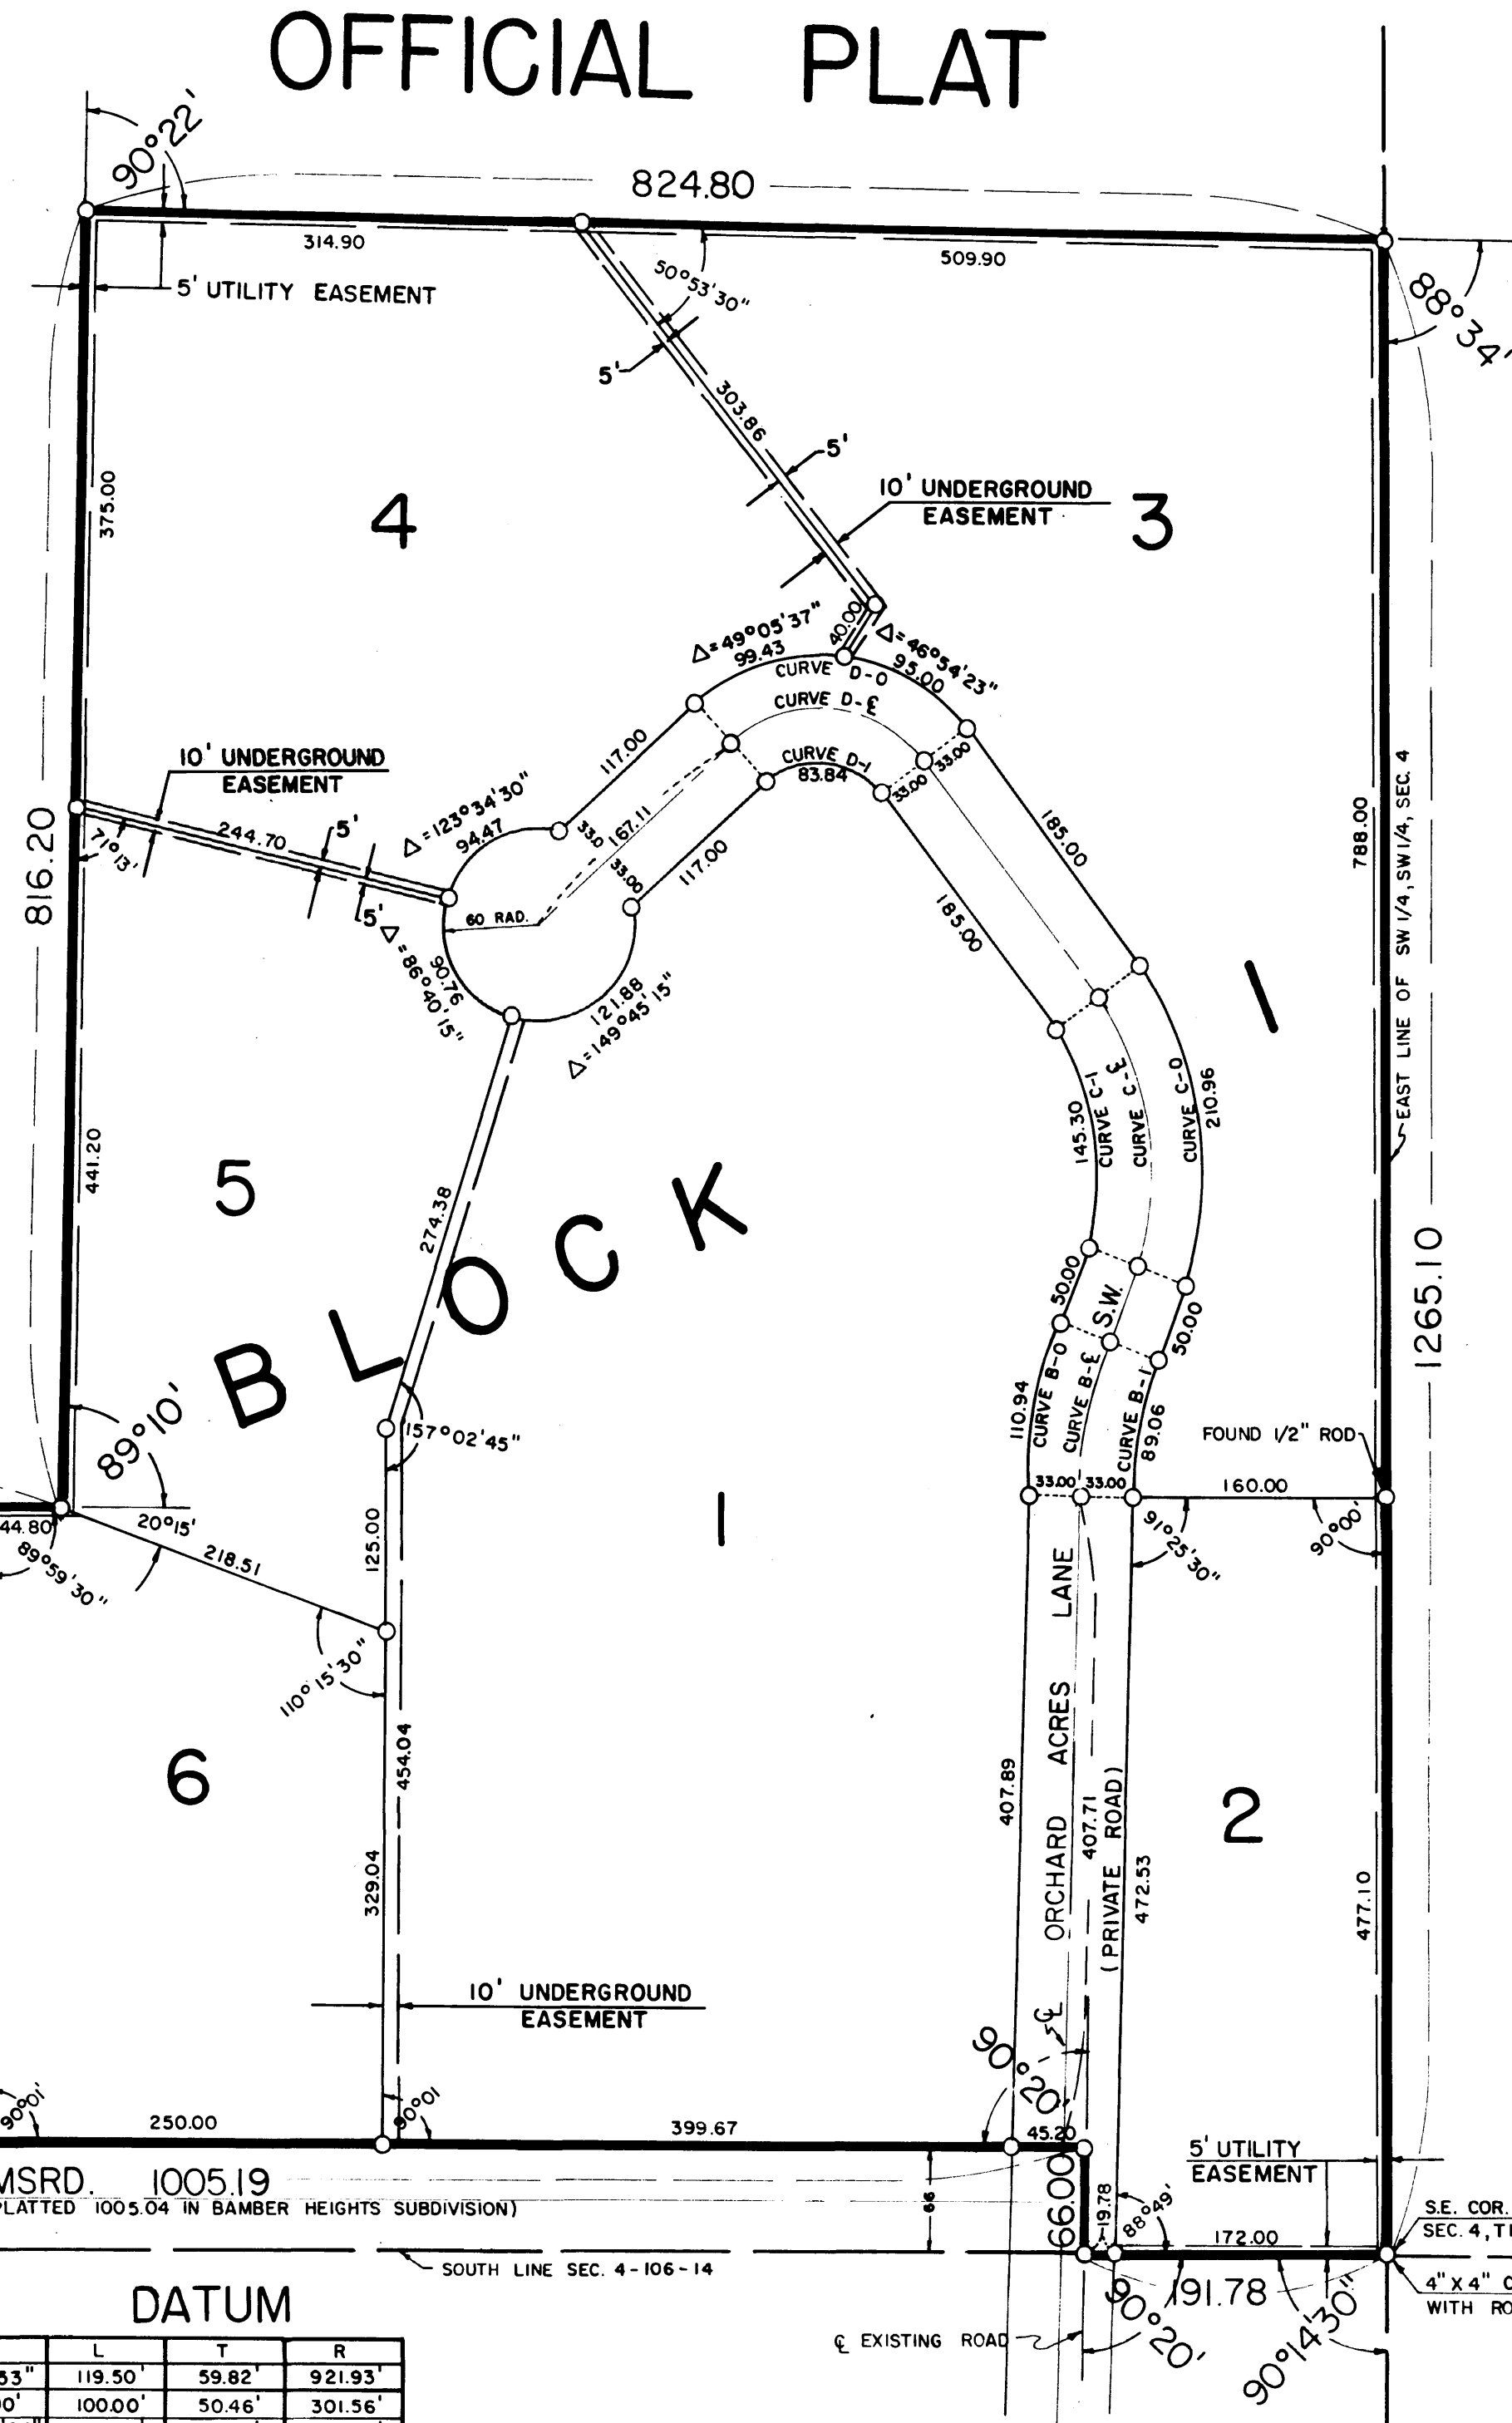 OFFICIAL PLAT
90°22'
824.80
314.90
509.90
5' UTILITY EASEMENT
50°53'30"
88°34'
5'
303.86
5'
375.00
4
10' UNDERGROUND
EASEMENT
3
Δ=49°05'37"
99.43
40.00
Δ=46°54'23"
95.00
CURVE D-O
CURVE D-℄
CURVE D-I
83.84
33.00
33.00
117.00
10' UNDERGROUND
EASEMENT
244.70
5'
5'
71°13'
816.20
Δ=123°34'30"
94.47
33.0
167.11
33.00
117.00
60 RAD.
185.00
185.00
788.00
EAST LINE OF SW 1/4, SW 1/4, SEC. 4
Δ=86°40'15"
90.76
121.88
Δ=149°45'15"
1
441.20
5
274.38
BLOCK
145.30
CURVE C-I
CURVE C-℄
CURVE C-O
210.96
50.00
S.W.
50.00
1265.10
110.94
CURVE B-O
CURVE B-℄
CURVE B-I
89.06
FOUND 1/2" ROD
89°10'
157°02'45"
33.00 33.00
160.00
91°25'30"
90°00'
44.80
20°15'
89°59'30"
218.51
125.00
1
110°15'30"
6
454.04
329.04
407.89
℄ ORCHARD ACRES LANE
407.71
(PRIVATE ROAD)
472.53
2
477.10
10' UNDERGROUND
EASEMENT
90°20'
90°01'
250.00
90°01
399.67
45.20
MSRD. 1005.19
PLATTED 1005.04 IN BAMBER HEIGHTS SUBDIVISION)
66
66.00
19.78
88°49'
5' UTILITY
EASEMENT
172.00
S.E. COR.
SEC. 4, T1
SOUTH LINE SEC. 4-106-14
191.78
4" X 4" C
WITH RO
℄ EXISTING ROAD
90°20'
90°14'30"
DATUM
L T R
53" 119.50' 59.82' 921.93'
00' 100.00' 50.46' 301.56'